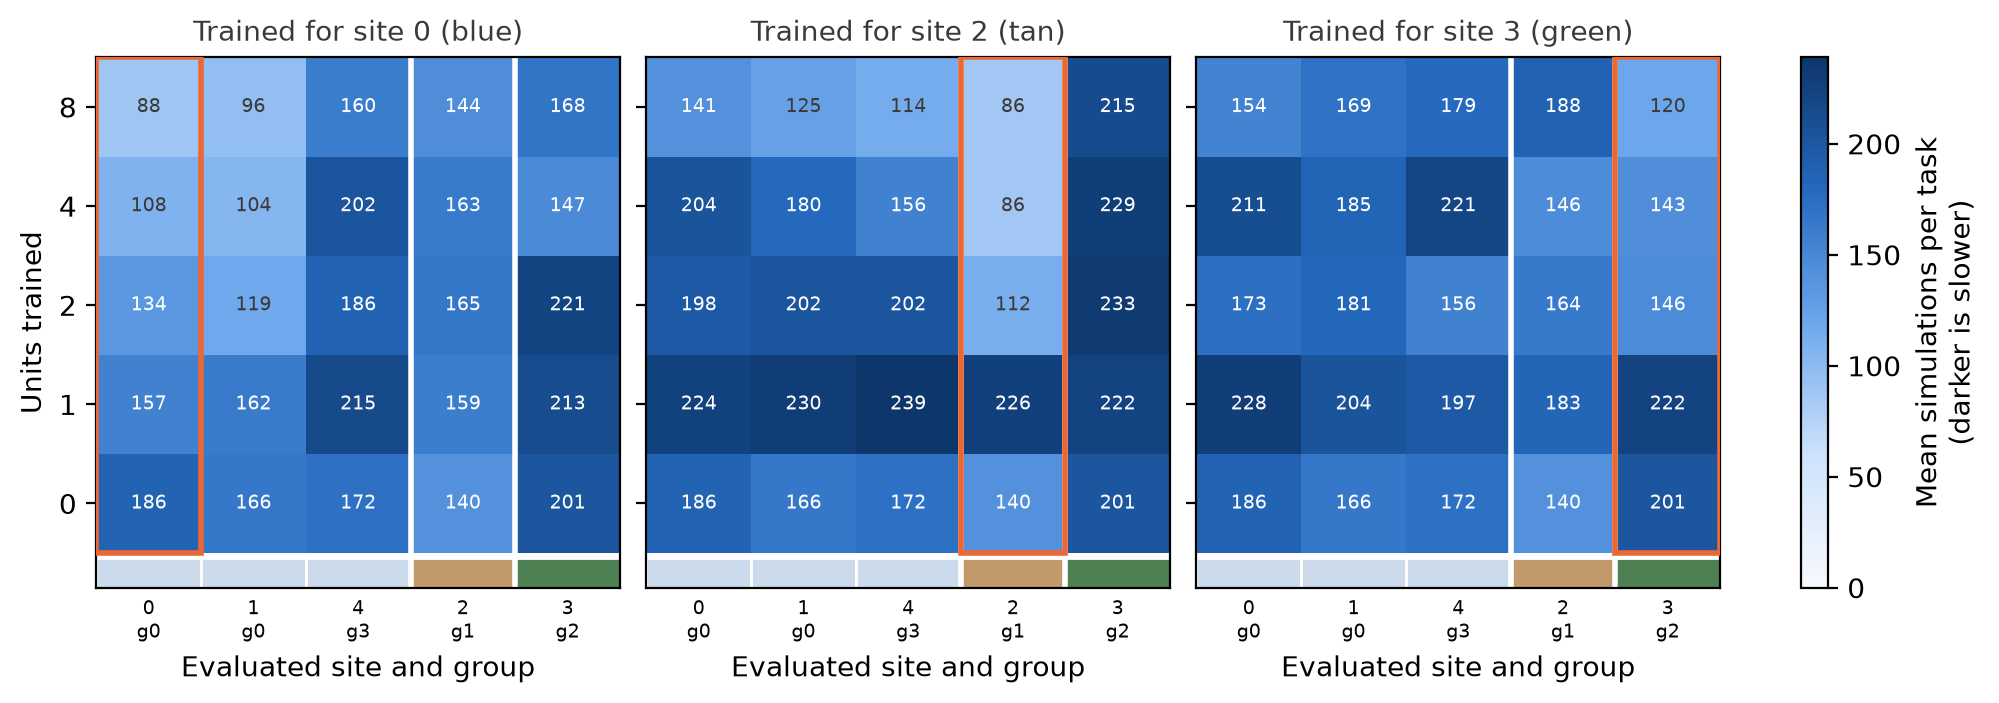 Trained for site 0 (blue)
Trained for site 2 (tan)
Trained for site 3 (green)
Units trained
8
88 96 160 144 168
141 125 114 86 215
154 169 179 188 120
4
108 104 202 163 147
204 180 156 86 229
211 185 221 146 143
2
134 119 186 165 221
198 202 202 112 233
173 181 156 164 146
1
157 162 215 159 213
224 230 239 226 222
228 204 197 183 222
0
186 166 172 140 201
186 166 172 140 201
186 166 172 140 201
0 1 4 2 3
g0 g0 g3 g1 g2
Evaluated site and group
0 1 4 2 3
g0 g0 g3 g1 g2
Evaluated site and group
0 1 4 2 3
g0 g0 g3 g1 g2
Evaluated site and group
200
150
100
50
0
Mean simulations per task
(darker is slower)